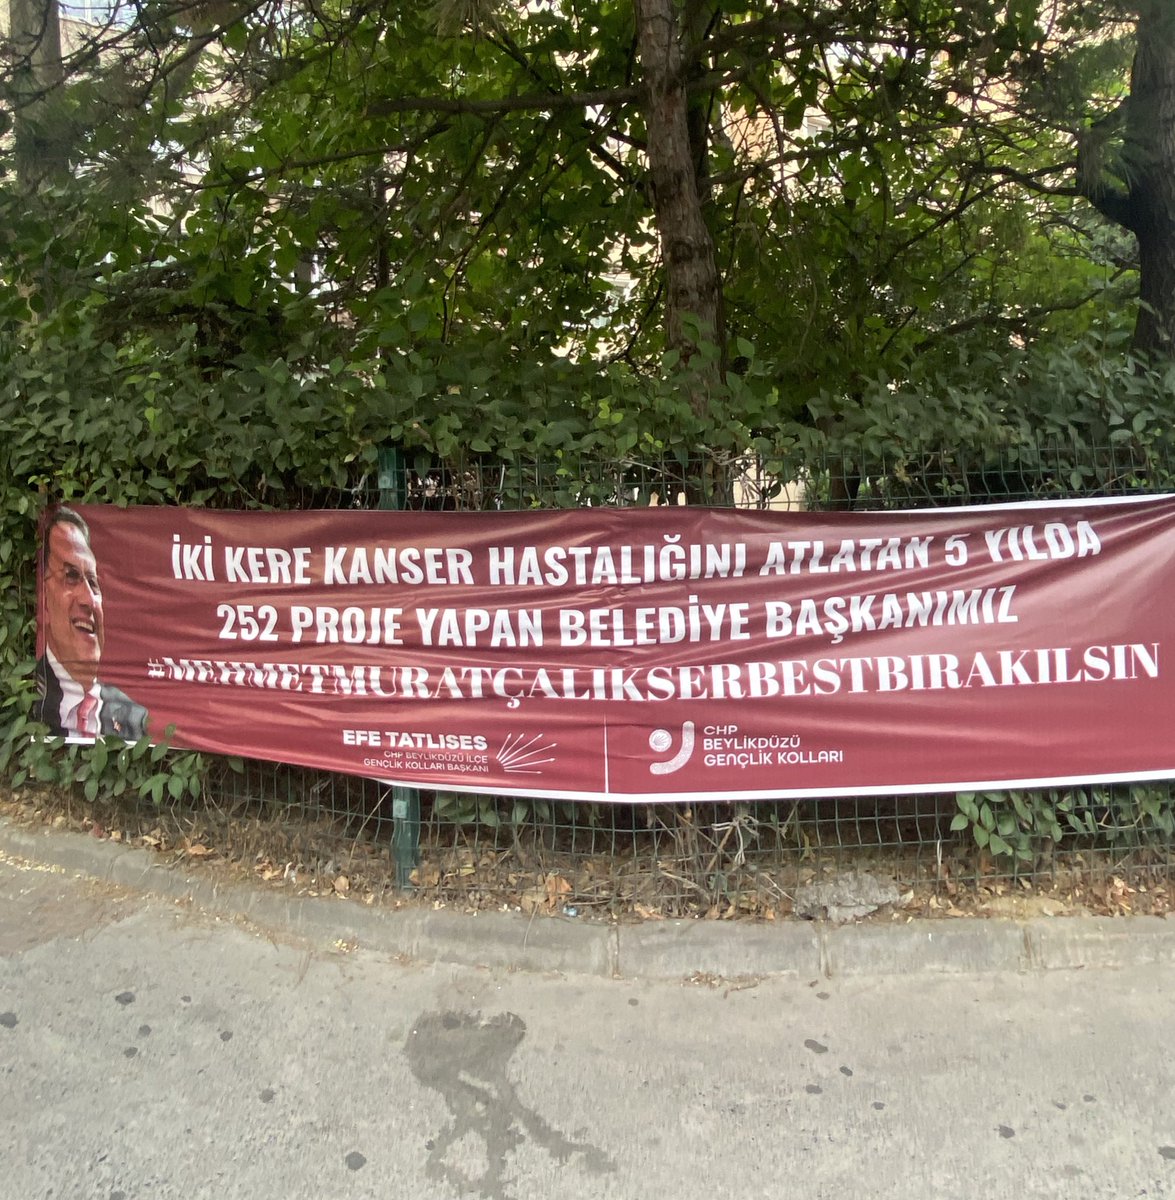 İKİ KERE KANSER HASTALIĞINI ATLATAN 5 YILDA
252 PROJE YAPAN BELEDİYE BAŞKANIMIZ
#MEHMETMURATÇALIKSERBESTBIRAKILSIN
EFE TATLISES
CHP BEYLİKDÜZÜ İLÇE
GENÇLİK KOLLARI BAŞKANI
CHP
BEYLİKDÜZÜ
GENÇLİK KOLLARI